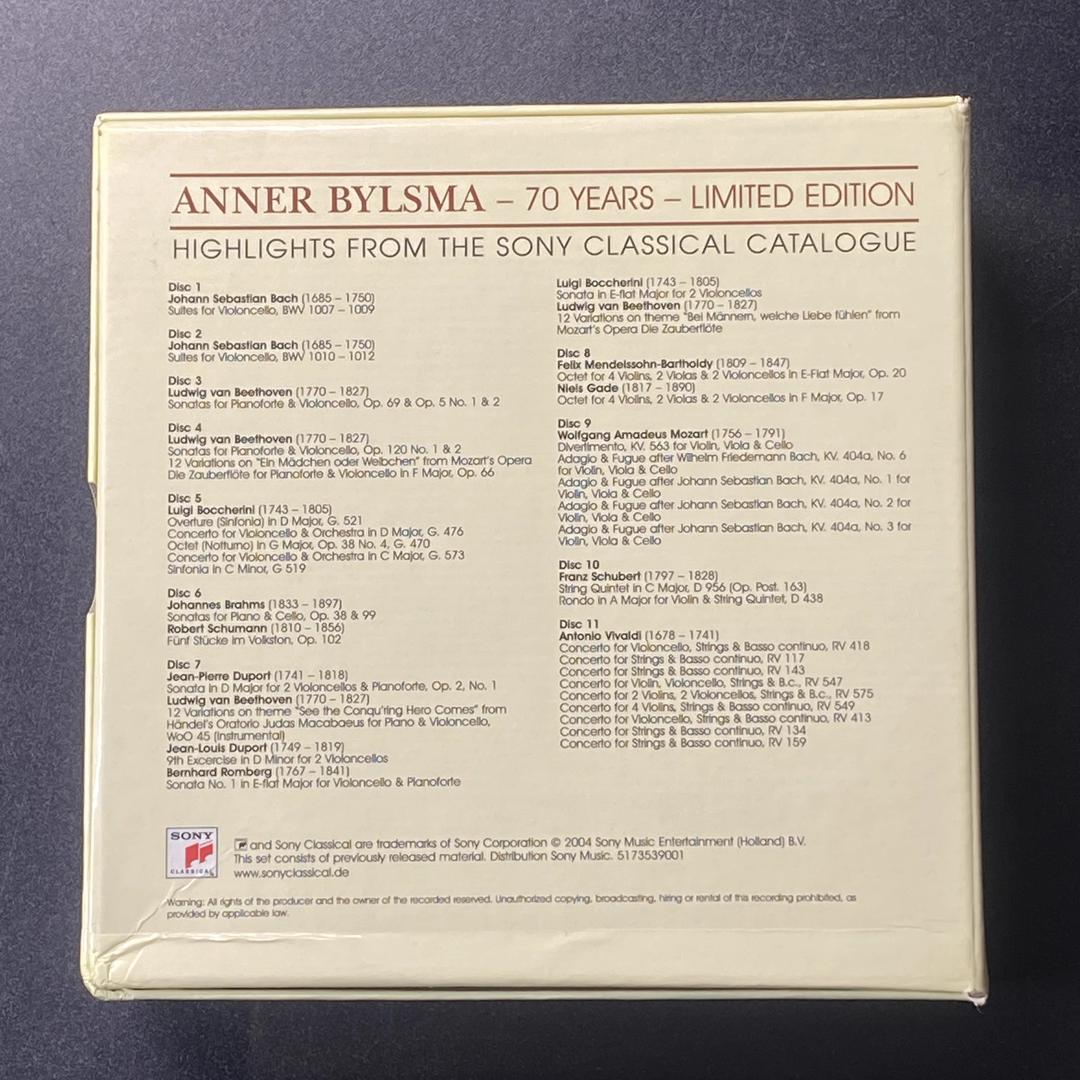 ANNER BYLSMA – 70 YEARS – LIMITED EDITION
HIGHLIGHTS FROM THE SONY CLASSICAL CATALOGUE
Disc 1
Johann Sebastian Bach (1685 – 1750)
Suites for Violoncello, BWV 1007 – 1009
Disc 2
Johann Sebastian Bach (1685 – 1750)
Suites for Violoncello, BWV 1010 – 1012
Disc 3
Ludwig van Beethoven (1770 – 1827)
Sonatas for Pianoforte & Violoncello, Op. 69 & Op. 5 No. 1 & 2
Disc 4
Ludwig van Beethoven (1770 – 1827)
Sonatas for Pianoforte & Violoncello, Op. 120 No. 1 & 2
12 Variations on "Ein Mädchen oder Weibchen" from Mozart's Opera
Die Zauberflöte for Pianoforte & Violoncello in F Major, Op. 66
Disc 5
Luigi Boccherini (1743 – 1805)
Overture (Sinfonia) in D Major, G. 521
Concerto for Violoncello & Orchestra in D Major, G. 476
Octet (Notturno) in G Major, Op. 38 No. 4, G. 470
Concerto for Violoncello & Orchestra in C Major, G. 573
Sinfonia in C Minor, G 519
Disc 6
Johannes Brahms (1833 – 1897)
Sonatas for Piano & Cello, Op. 38 & 99
Robert Schumann (1810 – 1856)
Fünf Stücke im Volkston, Op. 102
Disc 7
Jean-Pierre Duport (1741 – 1818)
Sonata in D Major for 2 Violoncellos & Pianoforte, Op. 2, No. 1
Ludwig van Beethoven (1770 – 1827)
12 Variations on theme "See the Conqu'ring Hero Comes" from
Händel's Oratorio Judas Macabaeus for Piano & Violoncello,
WoO 45 (Instrumental)
Jean-Louis Duport (1749 – 1819)
9th Excercise in D Minor for 2 Violoncellos
Bernhard Romberg (1767 – 1841)
Sonata No. 1 in E-flat Major for Violoncello & Pianoforte
Luigi Boccherini (1743 – 1805)
Sonata in E-flat Major for 2 Violoncellos
Ludwig van Beethoven (1770 – 1827)
12 Variations on theme "Bei Männern, welche Liebe fühlen" from
Mozart's Opera Die Zauberflöte
Disc 8
Felix Mendelssohn-Bartholdy (1809 – 1847)
Octet for 4 Violins, 2 Violas & 2 Violoncellos in E-Flat Major, Op. 20
Niels Gade (1817 – 1890)
Octet for 4 Violins, 2 Violas & 2 Violoncellos in F Major, Op. 17
Disc 9
Wolfgang Amadeus Mozart (1756 – 1791)
Divertimento, KV. 563 for Violin, Viola & Cello
Adagio & Fugue after Wilhelm Friedemann Bach, KV. 404a, No. 6
for Violin, Viola & Cello
Adagio & Fugue after Johann Sebastian Bach, KV. 404a, No. 1 for
Violin, Viola & Cello
Adagio & Fugue after Johann Sebastian Bach, KV. 404a, No. 2 for
Violin, Viola & Cello
Adagio & Fugue after Johann Sebastian Bach, KV. 404a, No. 3 for
Violin, Viola & Cello
Disc 10
Franz Schubert (1797 – 1828)
String Quintet in C Major, D 956 (Op. Post. 163)
Rondo in A Major for Violin & String Quintet, D 438
Disc 11
Antonio Vivaldi (1678 – 1741)
Concerto for Violoncello, Strings & Basso continuo, RV 418
Concerto for Strings & Basso continuo, RV 117
Concerto for Strings & Basso continuo, RV 143
Concerto for Violin, Violoncello, Strings & B.c., RV 547
Concerto for 2 Violins, 2 Violoncellos, Strings & B.c., RV 575
Concerto for 4 Violins, Strings & Basso continuo, RV 549
Concerto for Violoncello, Strings & Basso continuo, RV 413
Concerto for Strings & Basso continuo, RV 134
Concerto for Strings & Basso continuo, RV 159
SONY
CLASSICAL
and Sony Classical are trademarks of Sony Corporation © 2004 Sony Music Entertainment (Holland) B.V.
This set consists of previously released material. Distribution Sony Music. 5173539001
www.sonyclassical.de
Warning: All rights of the producer and the owner of the recorded reserved. Unauthorized copying, broadcasting, hiring or rental of this recording prohibited, as
provided by applicable law.